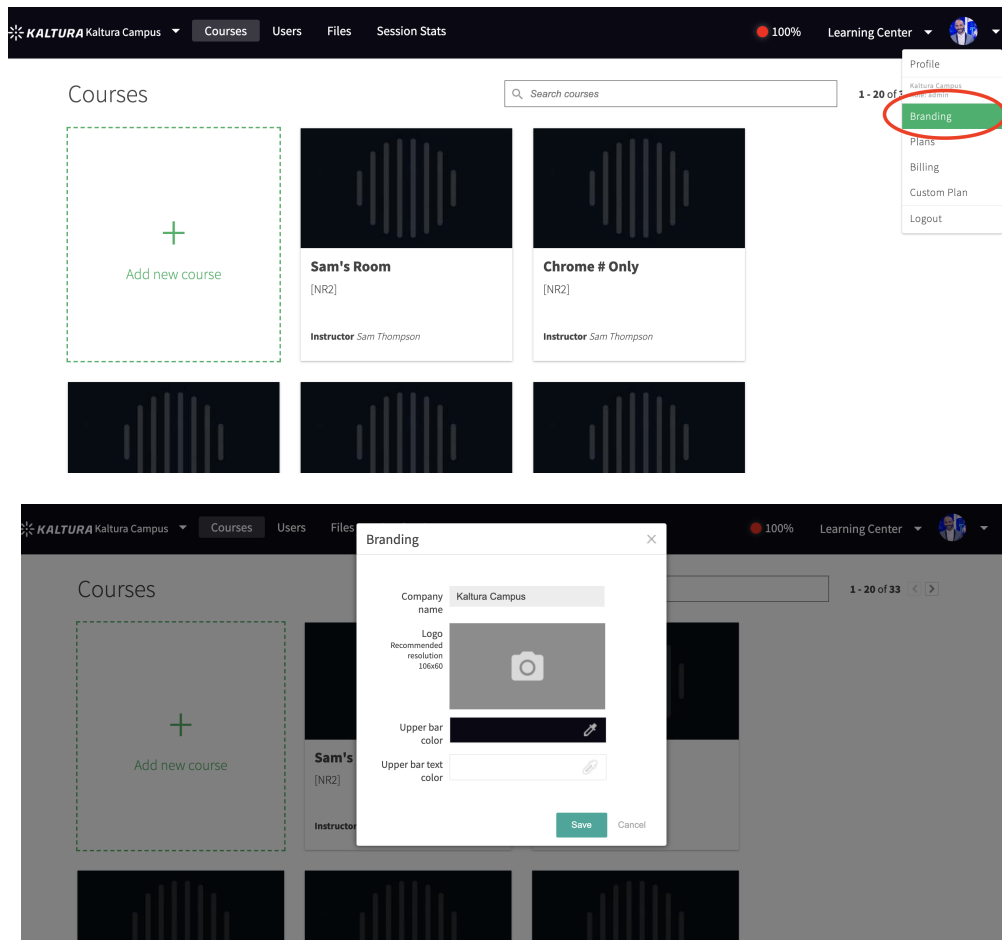 KALTURA Kaltura Campus Courses Users Files Session Stats 100% Learning Center
Profile
Kaltura Campus
Courses
Search courses
1 - 20 of
admin
Branding
Plans
Billing
Custom Plan
Logout
Add new course
Sam's Room
[NR2]
Instructor Sam Thompson
Chrome # Only
[NR2]
Instructor Sam Thompson
KALTURA Kaltura Campus Courses Users Files 100% Learning Center
Courses
1 - 20 of 33
Add new course
Sam's
[NR2]
Instructor
Branding
Company
name
Kaltura Campus
Logo
Recommended
resolution
106x60
Upper bar
color
Upper bar text
color
Save Cancel